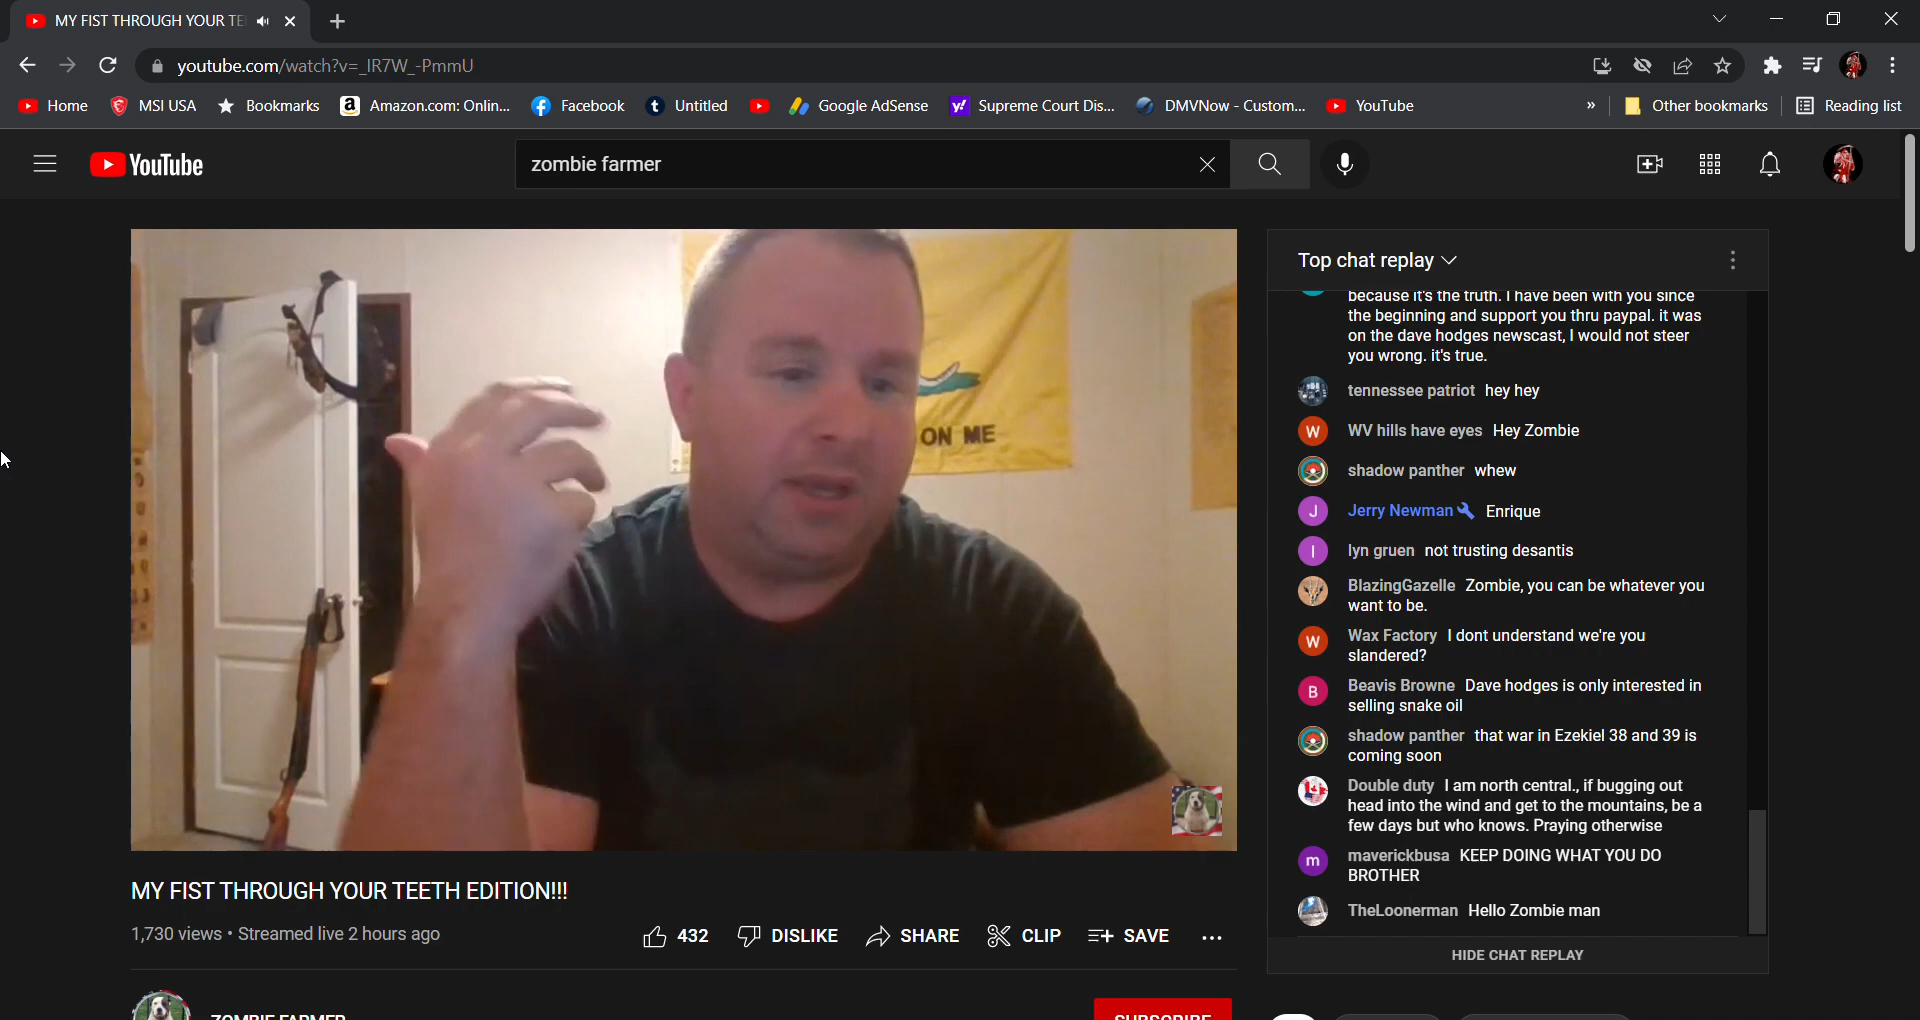 MY FIST THROUGH YOUR TE
youtube.com/watch?v=_IR7W_-PmmU
Home
MSI USA
Bookmarks
Amazon.com: Onlin...
Facebook
Untitled
Google AdSense
Supreme Court Dis...
DMVNow - Custom...
YouTube
»
Other bookmarks
Reading list
YouTube
zombie farmer
ON ME
Top chat replay
because it's the truth. I have been with you since
the beginning and support you thru paypal. it was
on the dave hodges newscast, I would not steer
you wrong. it's true.
tennessee patriot hey hey
W WV hills have eyes Hey Zombie
shadow panther whew
J Jerry Newman Enrique
l lyn gruen not trusting desantis
BlazingGazelle Zombie, you can be whatever you
want to be.
W Wax Factory I dont understand we're you
slandered?
B Beavis Browne Dave hodges is only interested in
selling snake oil
shadow panther that war in Ezekiel 38 and 39 is
coming soon
Double duty I am north central., if bugging out
head into the wind and get to the mountains, be a
few days but who knows. Praying otherwise
m maverickbusa KEEP DOING WHAT YOU DO
BROTHER
TheLoonerman Hello Zombie man
HIDE CHAT REPLAY
MY FIST THROUGH YOUR TEETH EDITION!!!
1,730 views • Streamed live 2 hours ago
432
DISLIKE
SHARE
CLIP
SAVE
ZOMBIE FARMER
SUBSCRIBE